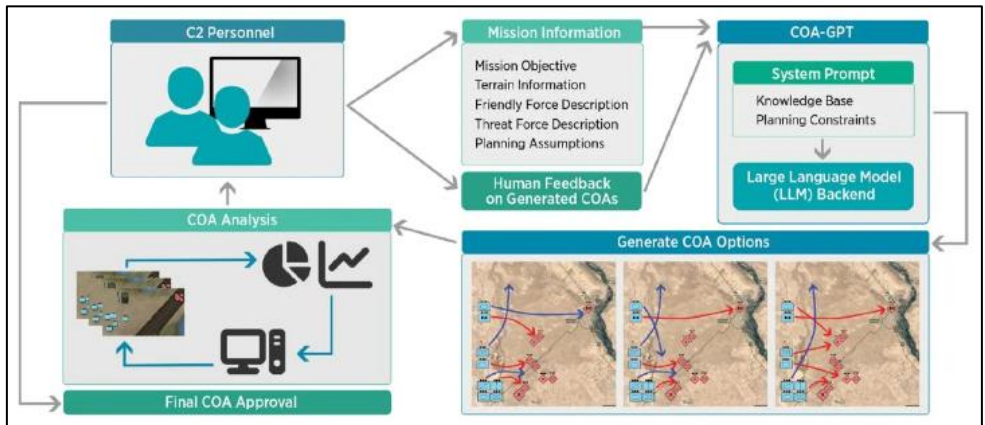 C2 Personnel
Mission Information
Mission Objective
Terrain Information
Friendly Force Description
Threat Force Description
Planning Assumptions
Human Feedback
on Generated COAs
COA-GPT
System Prompt
Knowledge Base
Planning Constraints
Large Language Model
(LLM) Backend
COA Analysis
Generate COA Options
Final COA Approval